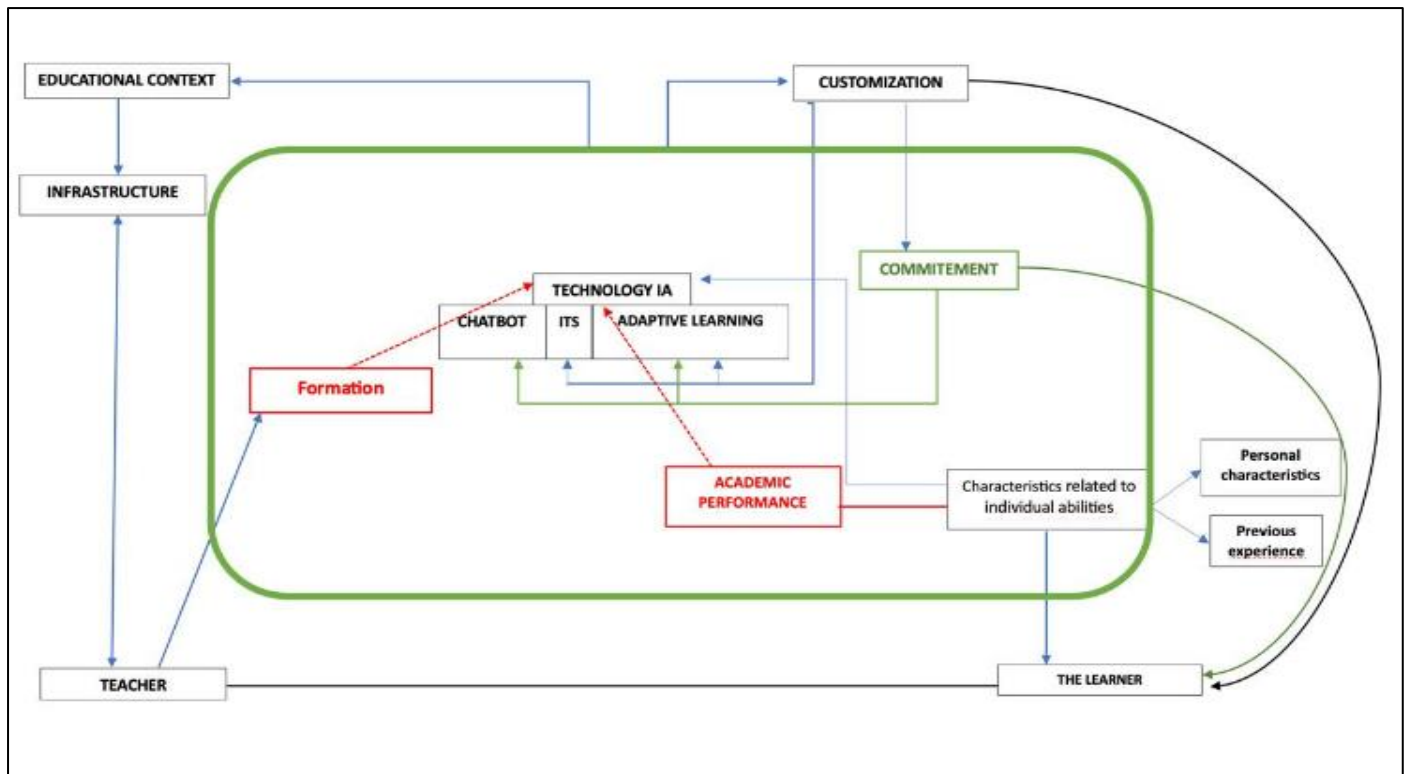 EDUCATIONAL CONTEXT
CUSTOMIZATION
INFRASTRUCTURE
COMMITEMENT
TECHNOLOGY IA
CHATBOT
ITS
ADAPTIVE LEARNING
Formation
Personal
characteristics
ACADEMIC
PERFORMANCE
Characteristics related to
individual abilities
Previous
experience
TEACHER
THE LEARNER